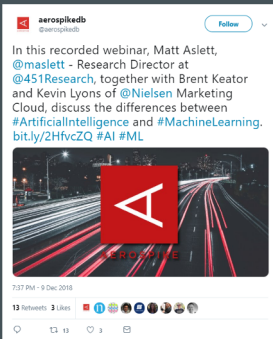 aerospikedb
@aerospikedb
Follow
In this recorded webinar, Matt Aslett,
@maslett - Research Director at
@451Research, together with Brent Keator
and Kevin Lyons of @Nielsen Marketing
Cloud, discuss the differences between
#ArtificialIntelligence and #MachineLearning.
bit.ly/2HfvcZQ #AI #ML
AEROSPIKE
7:37 PM - 9 Dec 2018
13 Retweets 3 Likes
13 3